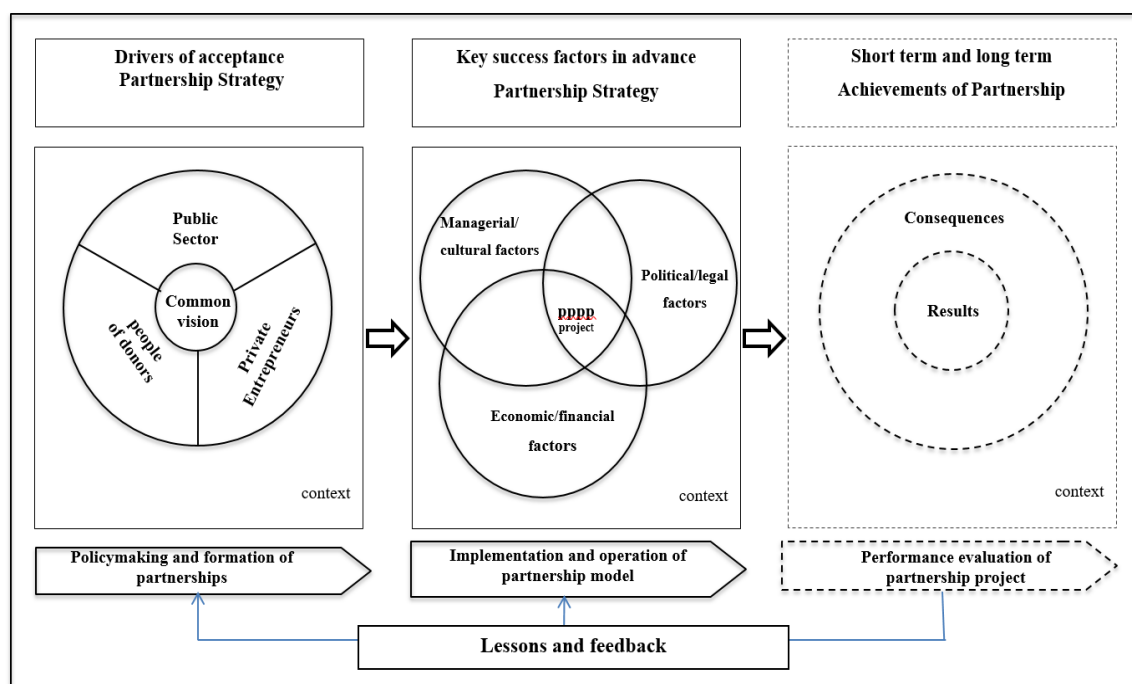 Drivers of acceptance
Partnership Strategy
Key success factors in advance
Partnership Strategy
Short term and long term
Achievements of Partnership
Public
Sector
Common
vision
people
of donors
Private
Entrepreneurs
context
Managerial/
cultural factors
Political/legal
factors
pppp
project
Economic/financial
factors
context
Consequences
Results
context
Policymaking and formation of
partnerships
Implementation and operation of
partnership model
Performance evaluation of
partnership project
Lessons and feedback